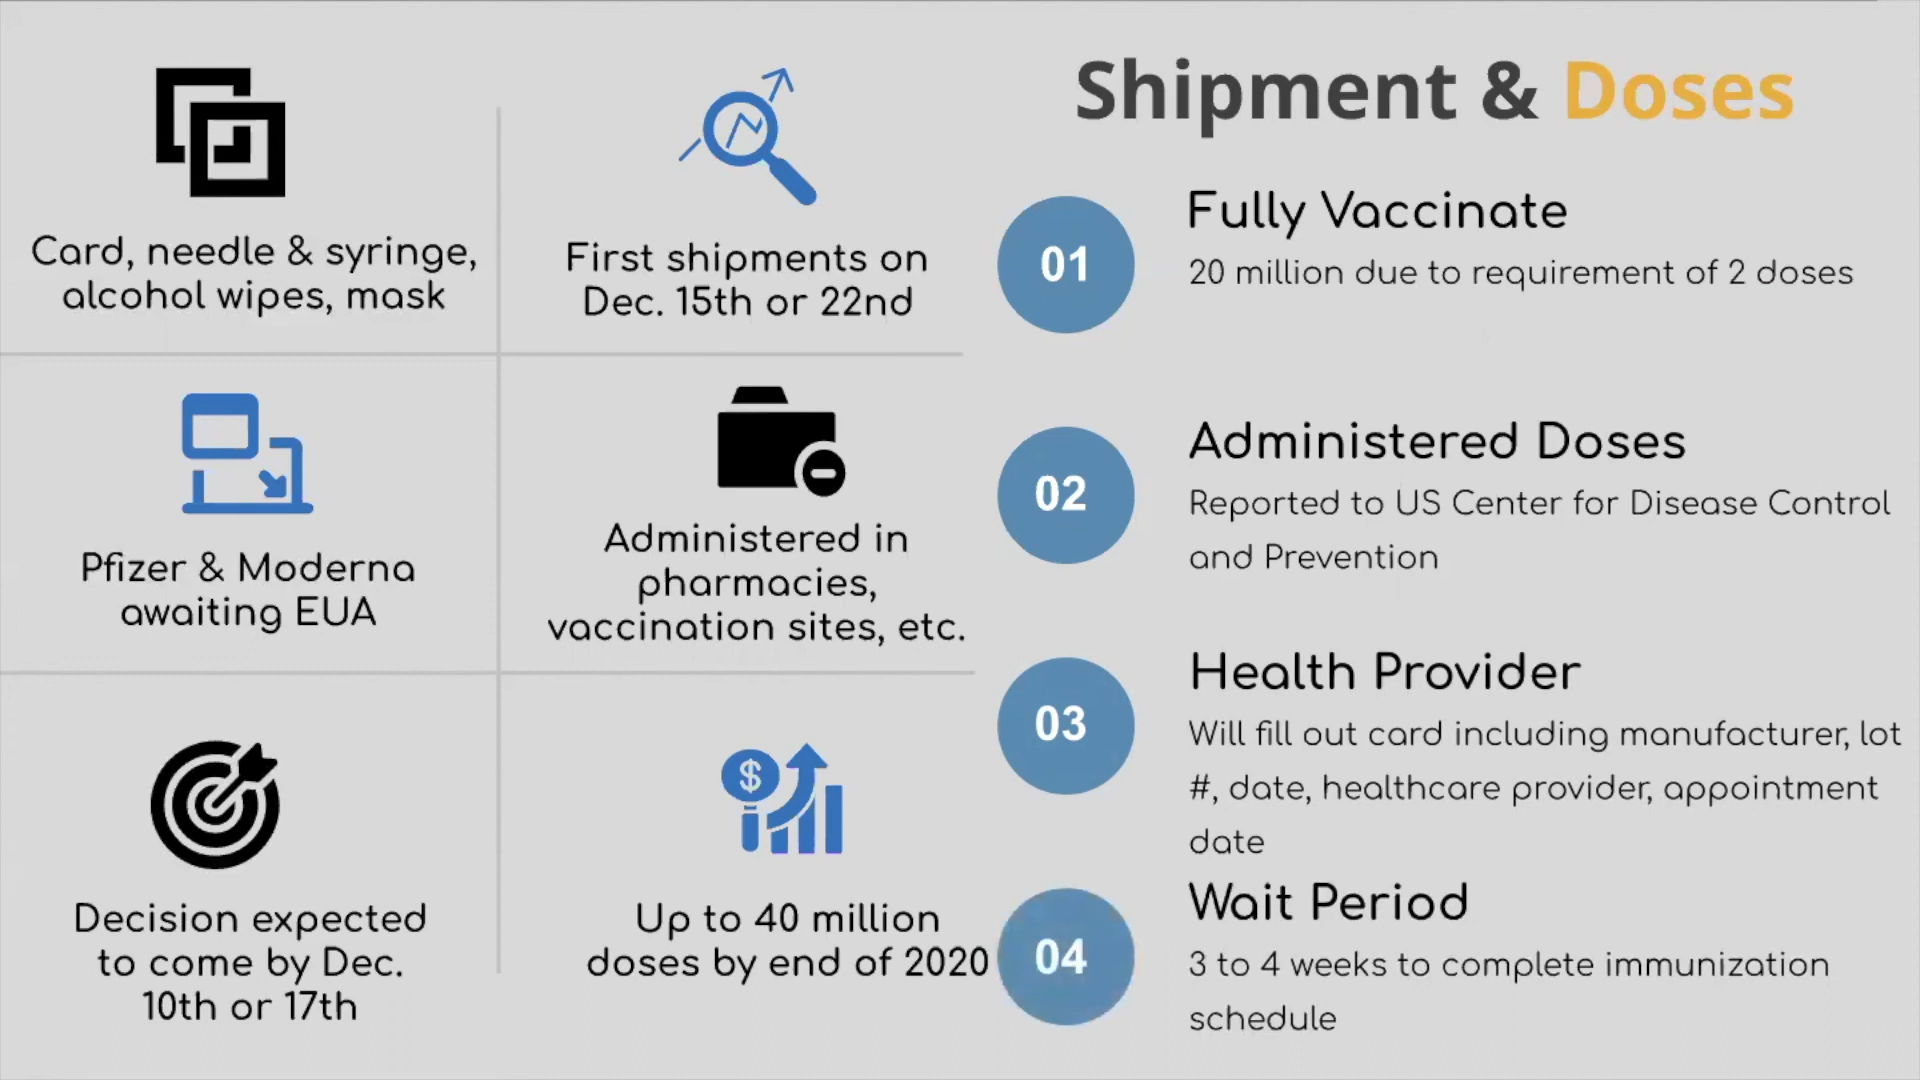 Shipment & Doses
Card, needle & syringe,
alcohol wipes, mask
First shipments on
Dec. 15th or 22nd
Pfizer & Moderna
awaiting EUA
Administered in
pharmacies,
vaccination sites, etc.
Decision expected
to come by Dec.
10th or 17th
$
Up to 40 million
doses by end of 2020
01
Fully Vaccinate
20 million due to requirement of 2 doses
02
Administered Doses
Reported to US Center for Disease Control
and Prevention
03
Health Provider
Will fill out card including manufacturer, lot
#, date, healthcare provider, appointment
date
04
Wait Period
3 to 4 weeks to complete immunization
schedule